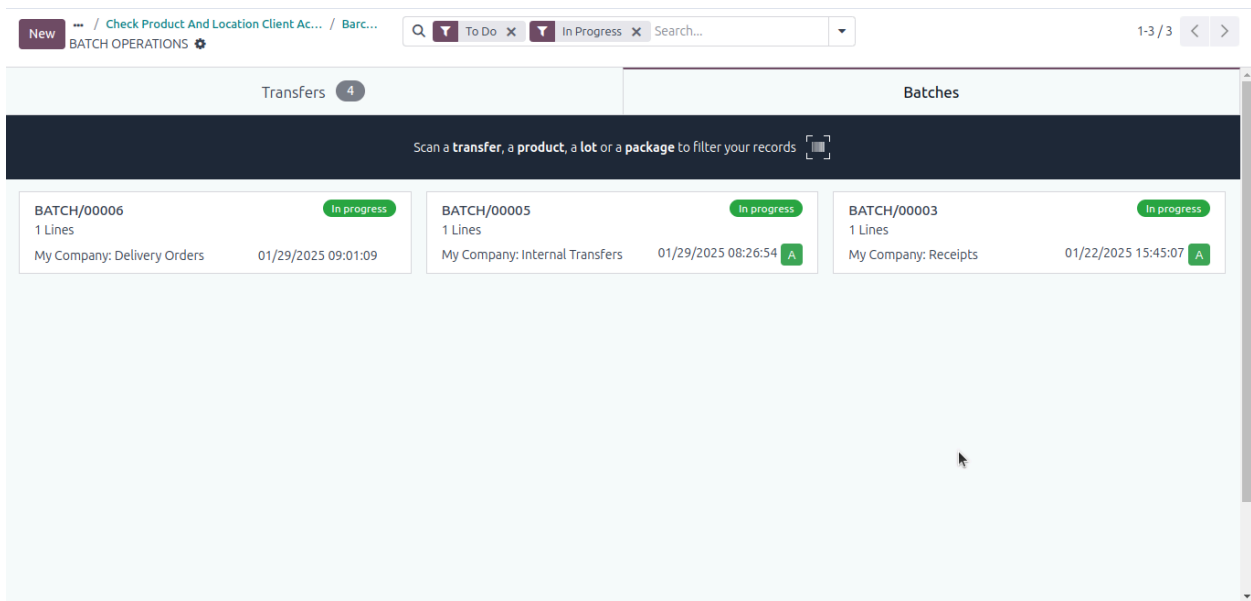 New ... / Check Product And Location Client Ac... / Barc...
BATCH OPERATIONS
To Do In Progress Search...
1-3 / 3
Transfers 4
Batches
Scan a transfer, a product, a lot or a package to filter your records
BATCH/00006 In progress
1 Lines
My Company: Delivery Orders 01/29/2025 09:01:09
BATCH/00005 In progress
1 Lines
My Company: Internal Transfers 01/29/2025 08:26:54 A
BATCH/00003 In progress
1 Lines
My Company: Receipts 01/22/2025 15:45:07 A